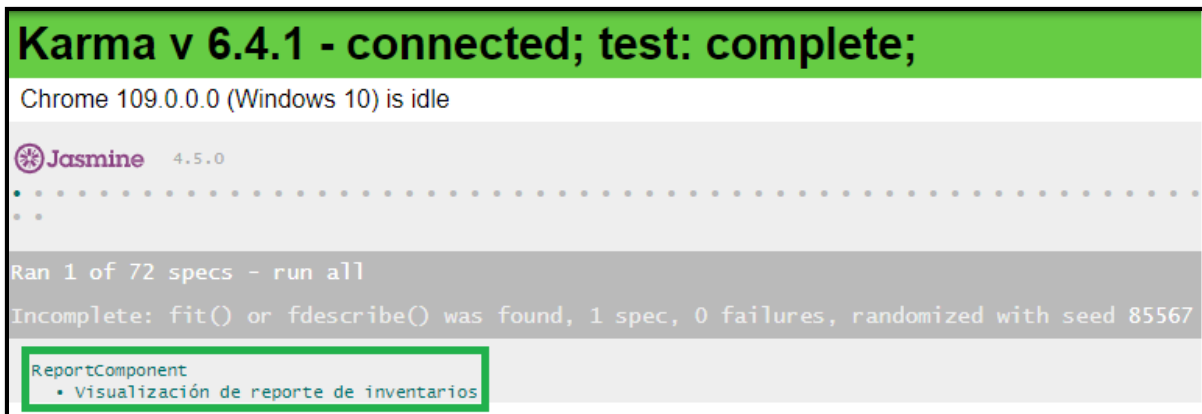 Karma v 6.4.1 - connected; test: complete;
Chrome 109.0.0.0 (Windows 10) is idle
Jasmine 4.5.0
Ran 1 of 72 specs - run all
Incomplete: fit() or fdescribe() was found, 1 spec, 0 failures, randomized with seed 85567
ReportComponent
• Visualización de reporte de inventarios